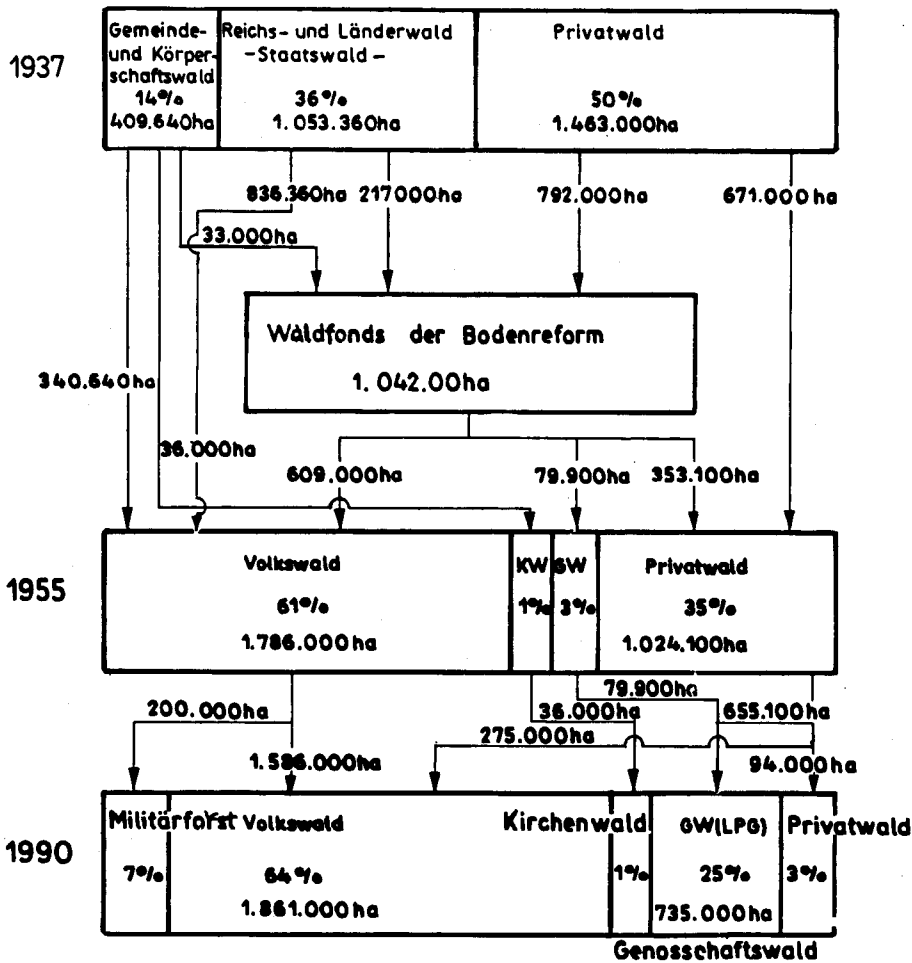 1937
Gemeinde-
und Körper-
schaftswald
14%
409.640ha
Reichs- und Länderwald
-Staatswald-
36%
1.053.360ha
Privatwald
50%
1.463.000ha
836.360ha
217000ha
792.000ha
671.000ha
33.000ha
Wäldfonds der Bodenreform
1.042.00ha
340.640ha
36.000ha
609.000ha
79.900ha
353.100ha
1955
Volkswald
61%
1.786.000ha
KW
1%
GW
3%
Privatwald
35%
1.024.100ha
200.000ha
1.586.000ha
36.000ha
79.900ha
655.100ha
275.000ha
94.000ha
1990
Militärforst
7%
Volkswald
64%
1.861.000ha
Kirchenwald
1%
GW(LPG)
25%
735.000ha
Privatwald
3%
Genosschaftswald